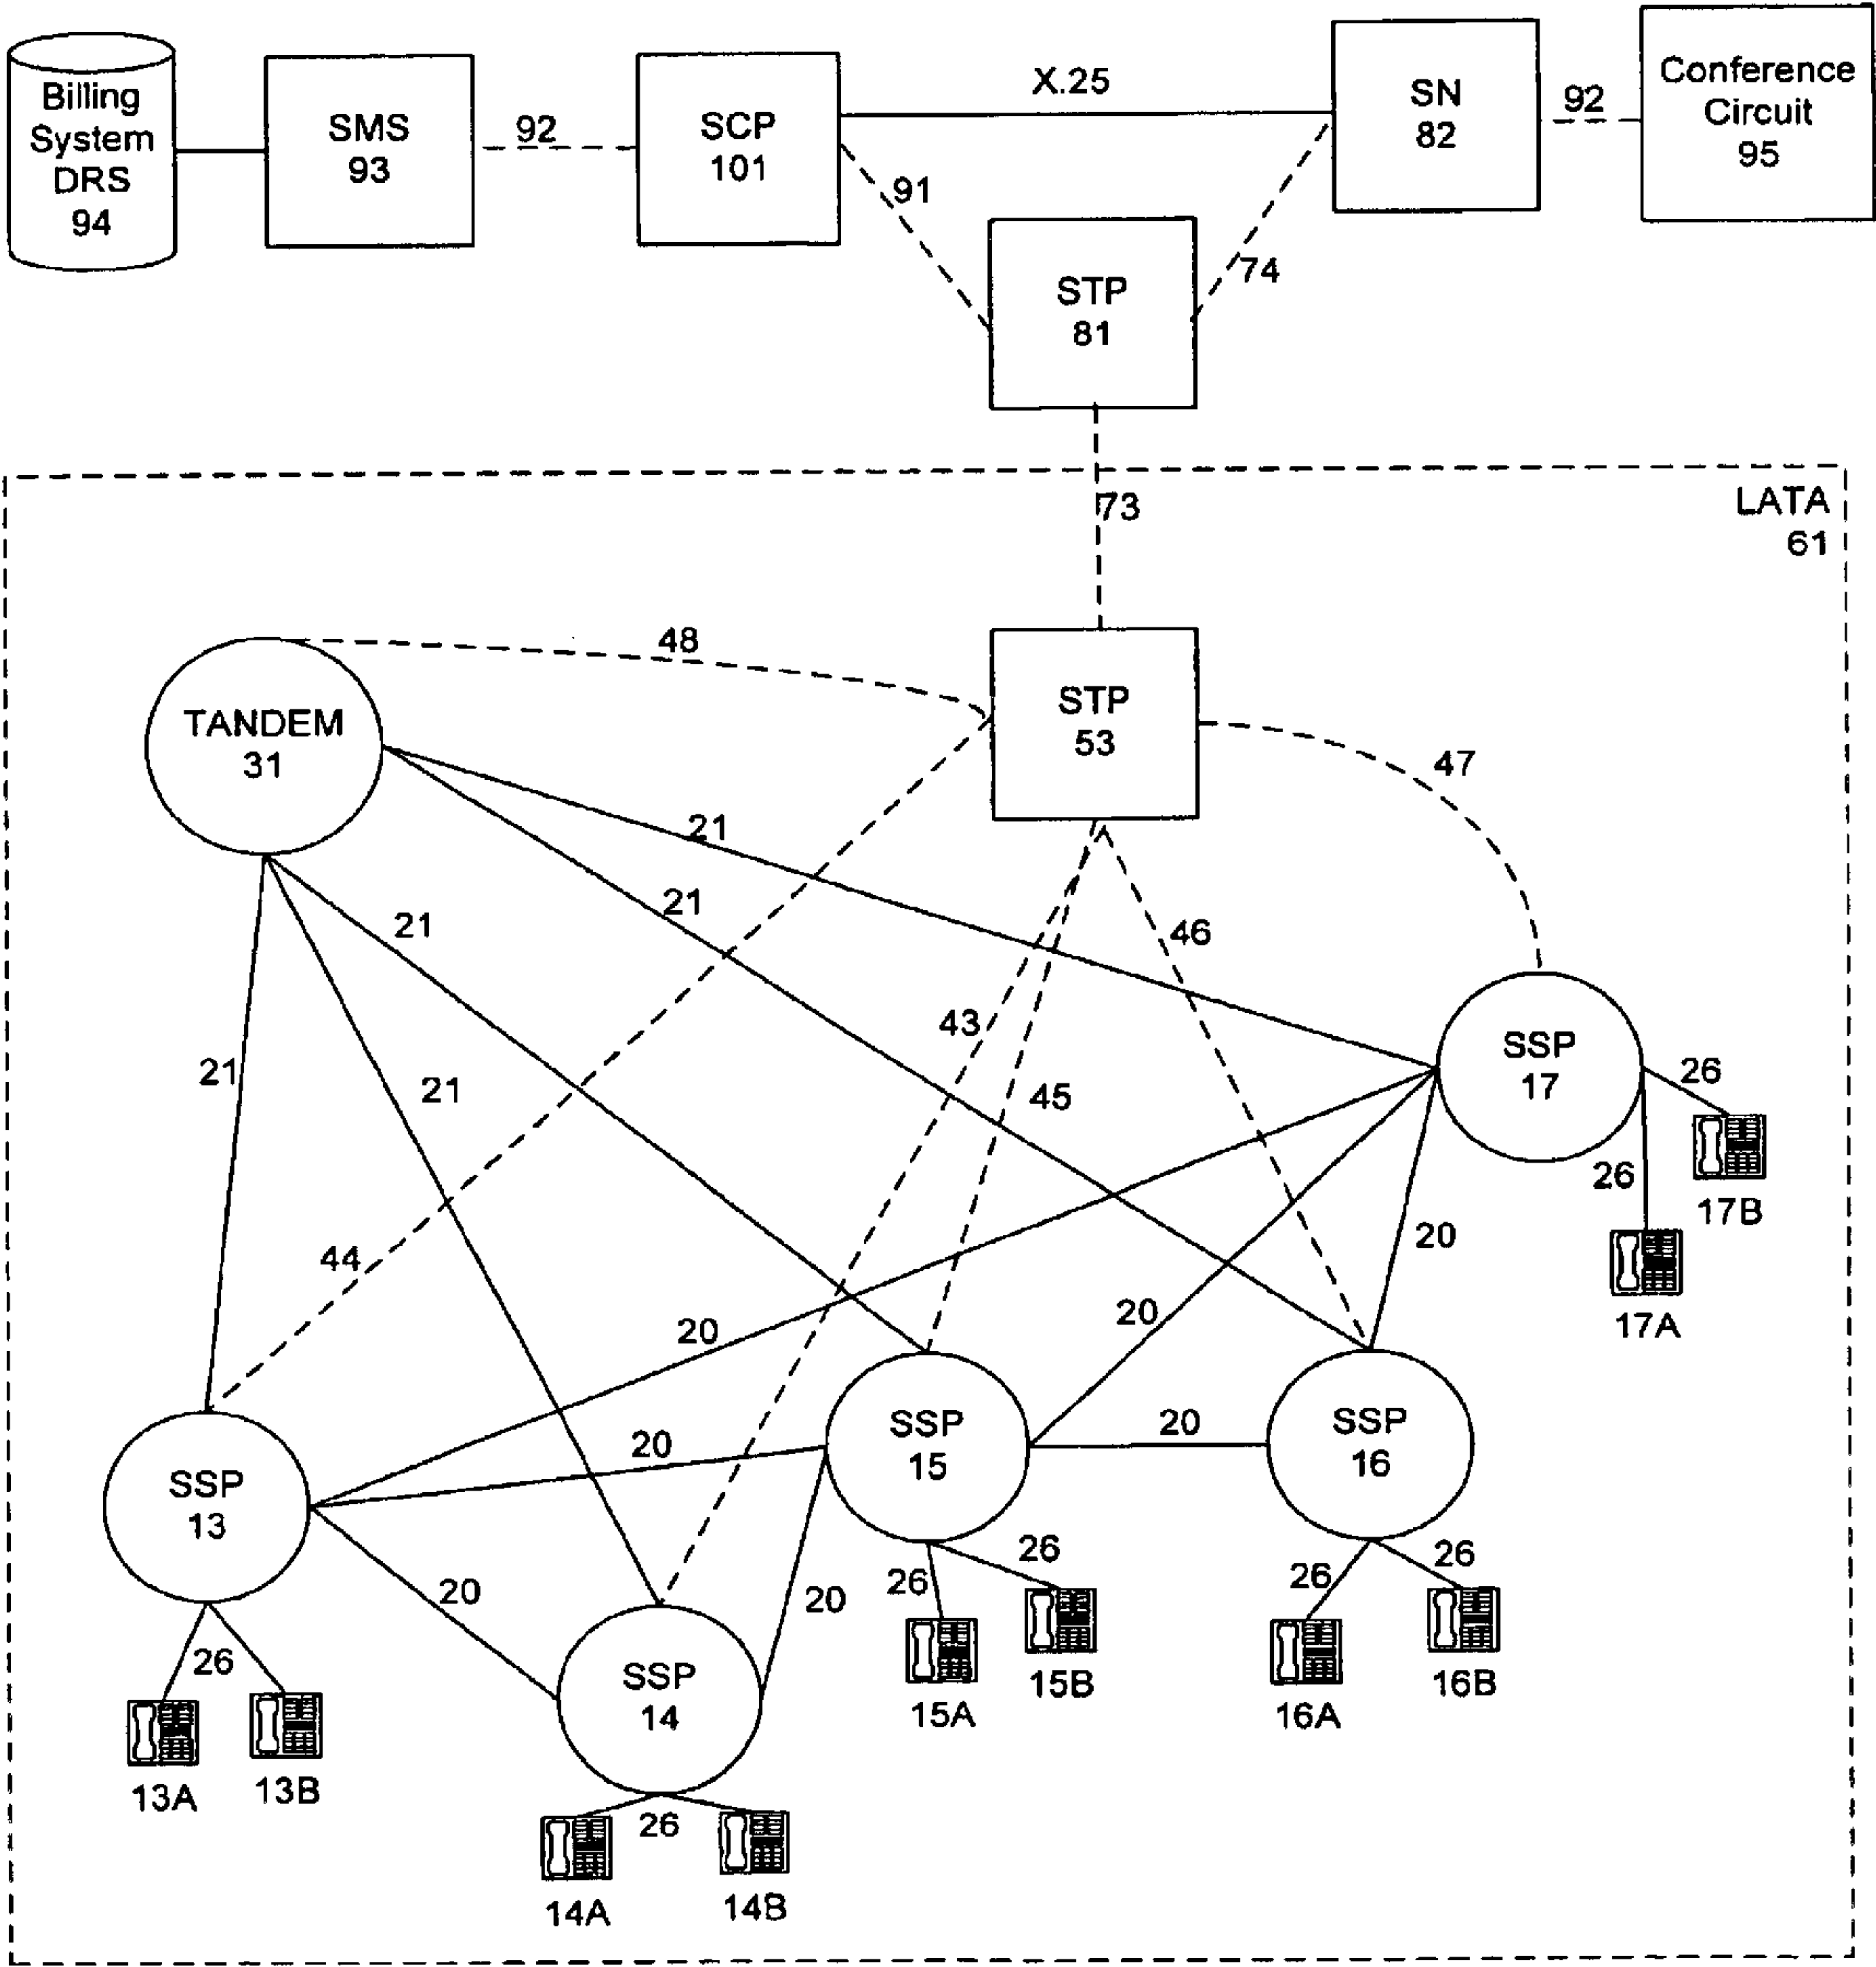 Billing
System
DRS
94
SMS
93
92
SCP
101
X.25
SN
82
92
Conference
Circuit
95
91
74
STP
81
73
LATA
61
48
TANDEM
31
STP
53
47
21
21
21
46
43
21
21
45
SSP
17
26
26
17B
44
20
17A
20
20
20
20
SSP
15
SSP
16
SSP
13
20
20
26
26
26
26
26
SSP
14
15A
15B
16A
16B
13A
13B
26
14A
14B